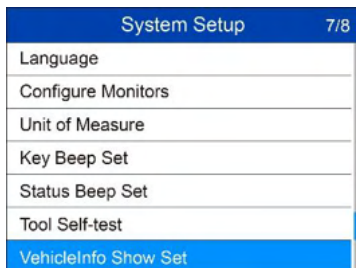 System Setup 7/8
Language
Configure Monitors
Unit of Measure
Key Beep Set
Status Beep Set
Tool Self-test
VehicleInfo Show Set